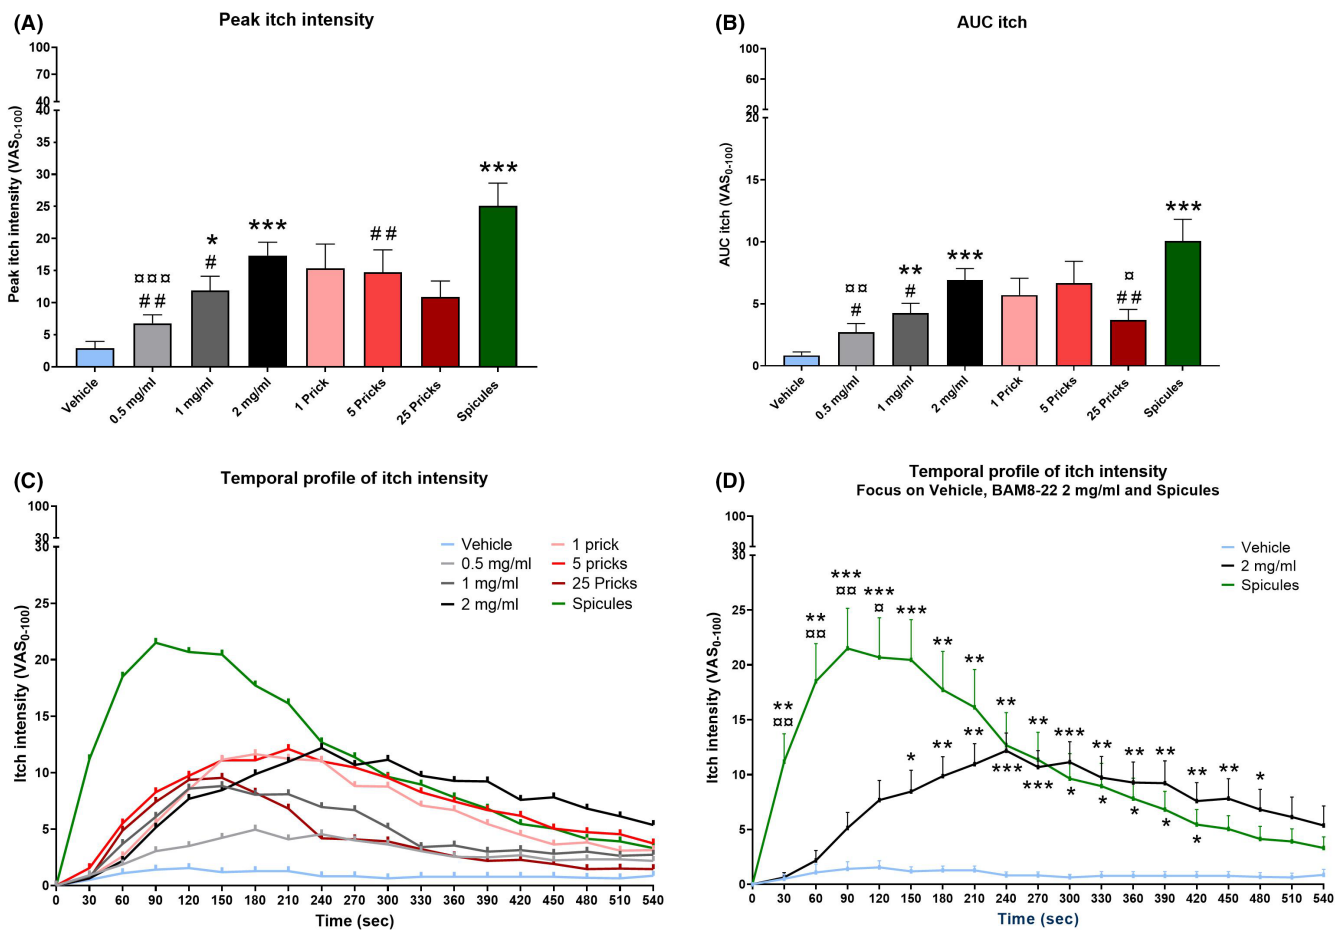 (A)
Peak itch intensity
Peak itch intensity (VAS0-100)
100
70
40
40
35
30
25
20
15
10
5
0
¤¤¤
##
*
#
***
##
***
Vehicle
0.5 mg/ml
1 mg/ml
2 mg/ml
1 Prick
5 Pricks
25 Pricks
Spicules
(B)
AUC itch
AUC itch (VAS0-100)
100
60
20
20
15
10
5
0
¤¤
#
**
#
***
¤
##
***
Vehicle
0.5 mg/ml
1 mg/ml
2 mg/ml
1 Prick
5 Pricks
25 Pricks
Spicules
(C)
Temporal profile of itch intensity
Itch intensity (VAS0-100)
100
30
30
25
20
15
10
5
0
Vehicle
0.5 mg/ml
1 mg/ml
2 mg/ml
1 prick
5 pricks
25 Pricks
Spicules
0 30 60 90 120 150 180 210 240 270 300 330 360 390 420 450 480 510 540
Time (sec)
(D)
Temporal profile of itch intensity
Focus on Vehicle, BAM8-22 2 mg/ml and Spicules
Itch intensity (VAS0-100)
100
30
30
25
20
15
10
5
0
Vehicle
2 mg/ml
Spicules
** ** *** *** *** ** ** ** ** *** ** ** ** ** ** *
¤¤ ¤¤ ¤¤ ¤
* ** **
*** *** * * * * *
0 30 60 90 120 150 180 210 240 270 300 330 360 390 420 450 480 510 540
Time (sec)